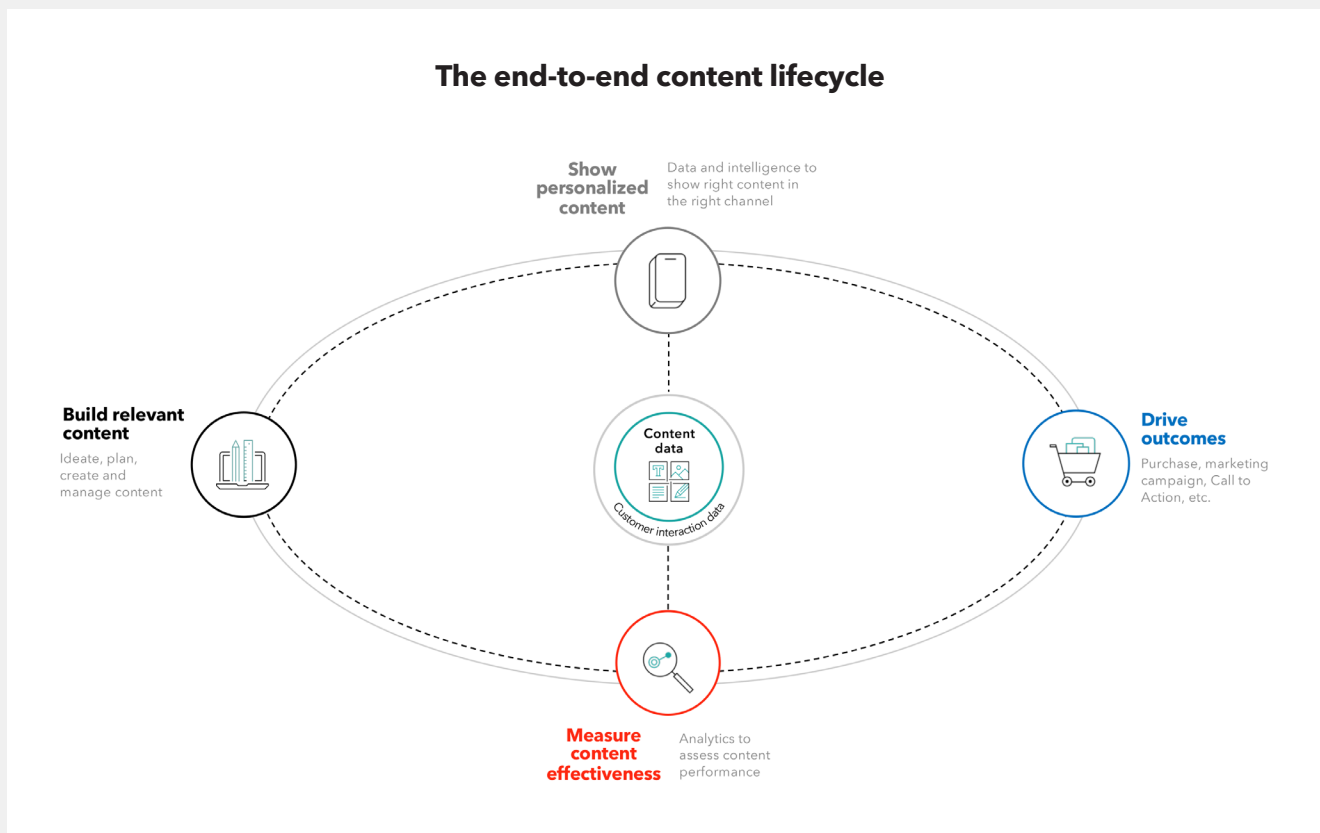 The end-to-end content lifecycle
Show
personalized
content
Data and intelligence to
show right content in
the right channel
Build relevant
content
Ideate, plan,
create and
manage content
Content
data
T
Customer interaction data
Drive
outcomes
Purchase, marketing
campaign, Call to
Action, etc.
Measure
content
effectiveness
Analytics to
assess content
performance